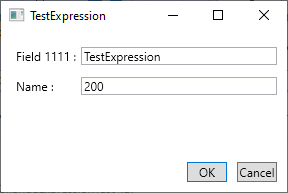 TestExpression
Field 1111 : TestExpression
Name : 200
OK Cancel